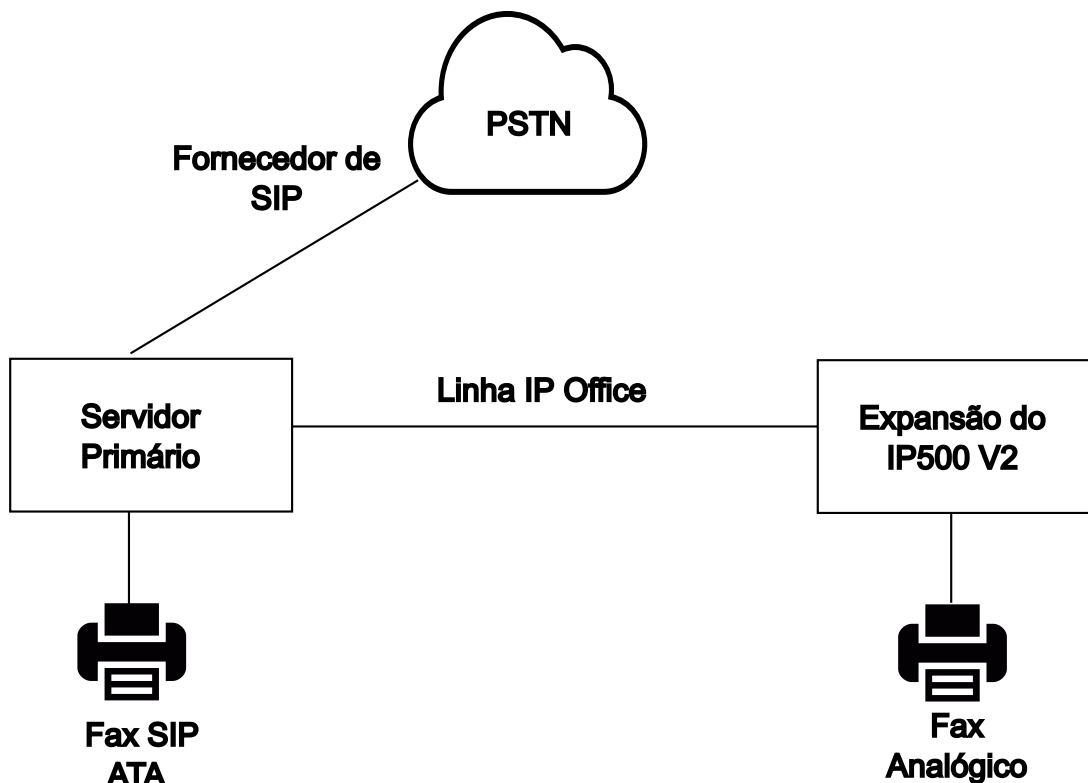 PSTN
Fornecedor de
SIP
Linha IP Office
Servidor
Primário
Expansão do
IP500 V2
Fax SIP
ATA
Fax
Analógico